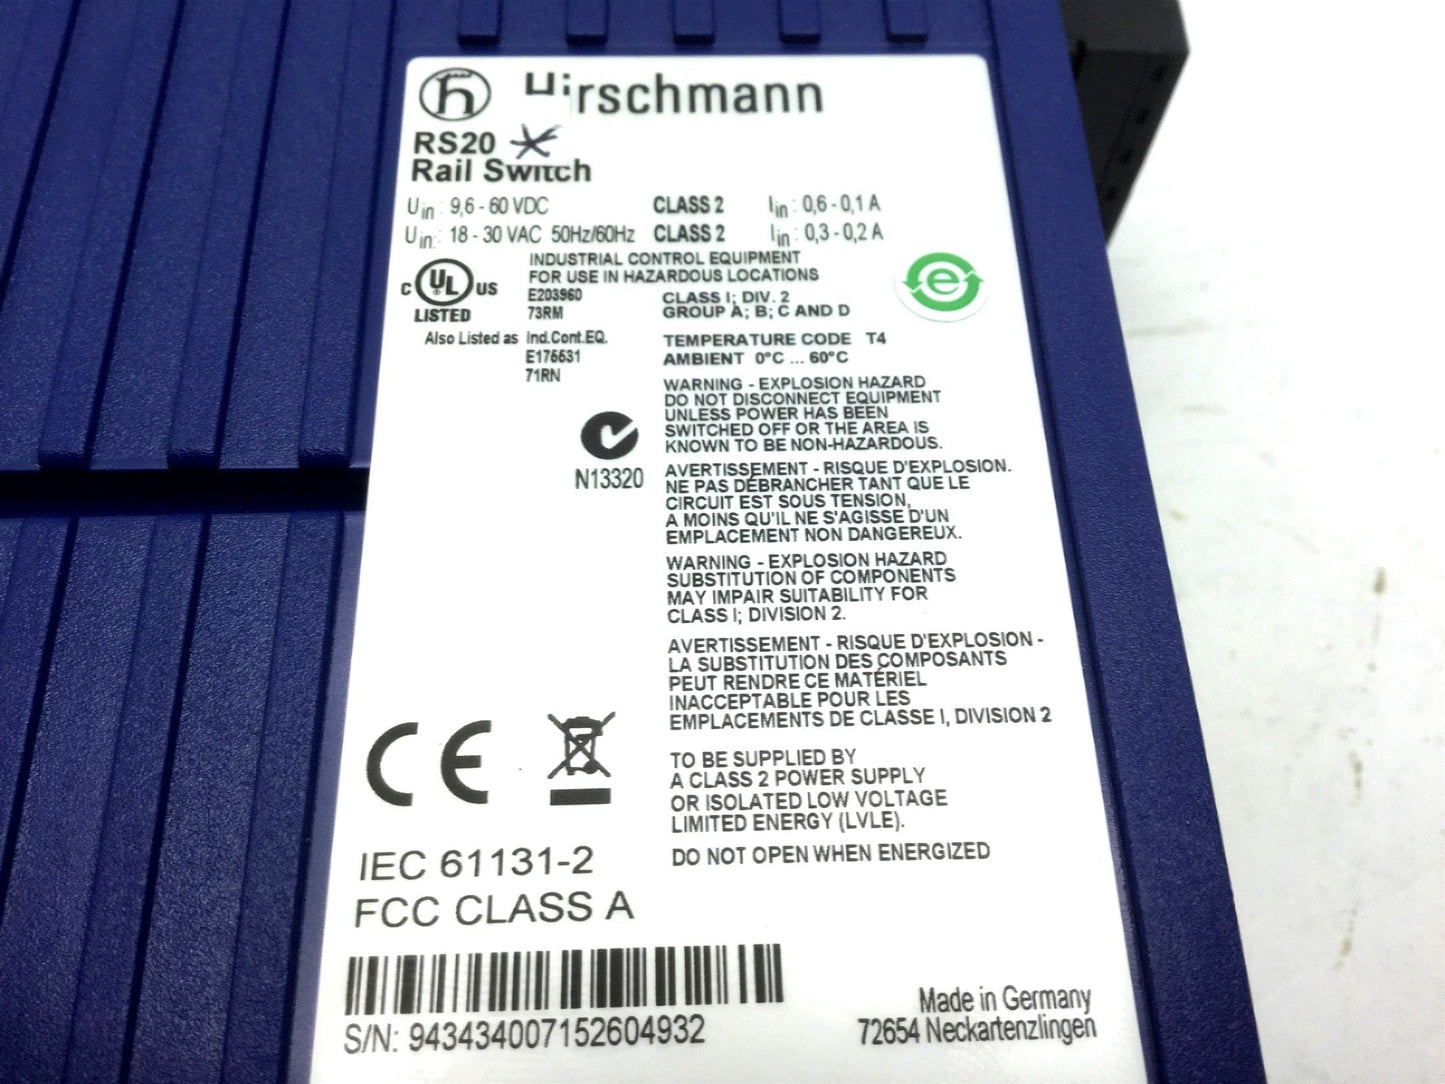 Hirschmann
RS20
Rail Switch
Uin : 9,6 - 60 VDC CLASS 2 Iin : 0,6 - 0,1 A
Uin : 18 - 30 VAC 50Hz/60Hz CLASS 2 Iin : 0,3 - 0,2 A
INDUSTRIAL CONTROL EQUIPMENT
FOR USE IN HAZARDOUS LOCATIONS
C UL US
LISTED
E203960
73RM
CLASS I; DIV. 2
GROUP A; B; C AND D
e
Also Listed as Ind.Cont.EQ.
E175531
71RN
TEMPERATURE CODE T4
AMBIENT 0°C ... 60°C
WARNING - EXPLOSION HAZARD
DO NOT DISCONNECT EQUIPMENT
UNLESS POWER HAS BEEN
SWITCHED OFF OR THE AREA IS
KNOWN TO BE NON-HAZARDOUS.
N13320
AVERTISSEMENT - RISQUE D'EXPLOSION.
NE PAS DÉBRANCHER TANT QUE LE
CIRCUIT EST SOUS TENSION,
A MOINS QU'IL NE S'AGISSE D'UN
EMPLACEMENT NON DANGEREUX.
WARNING - EXPLOSION HAZARD
SUBSTITUTION OF COMPONENTS
MAY IMPAIR SUITABILITY FOR
CLASS I; DIVISION 2.
AVERTISSEMENT - RISQUE D'EXPLOSION -
LA SUBSTITUTION DES COMPOSANTS
PEUT RENDRE CE MATÉRIEL
INACCEPTABLE POUR LES
EMPLACEMENTS DE CLASSE I, DIVISION 2
CE
TO BE SUPPLIED BY
A CLASS 2 POWER SUPPLY
OR ISOLATED LOW VOLTAGE
LIMITED ENERGY (LVLE).
DO NOT OPEN WHEN ENERGIZED
IEC 61131-2
FCC CLASS A
S/N: 943434007152604932
Made in Germany
72654 Neckartenzlingen